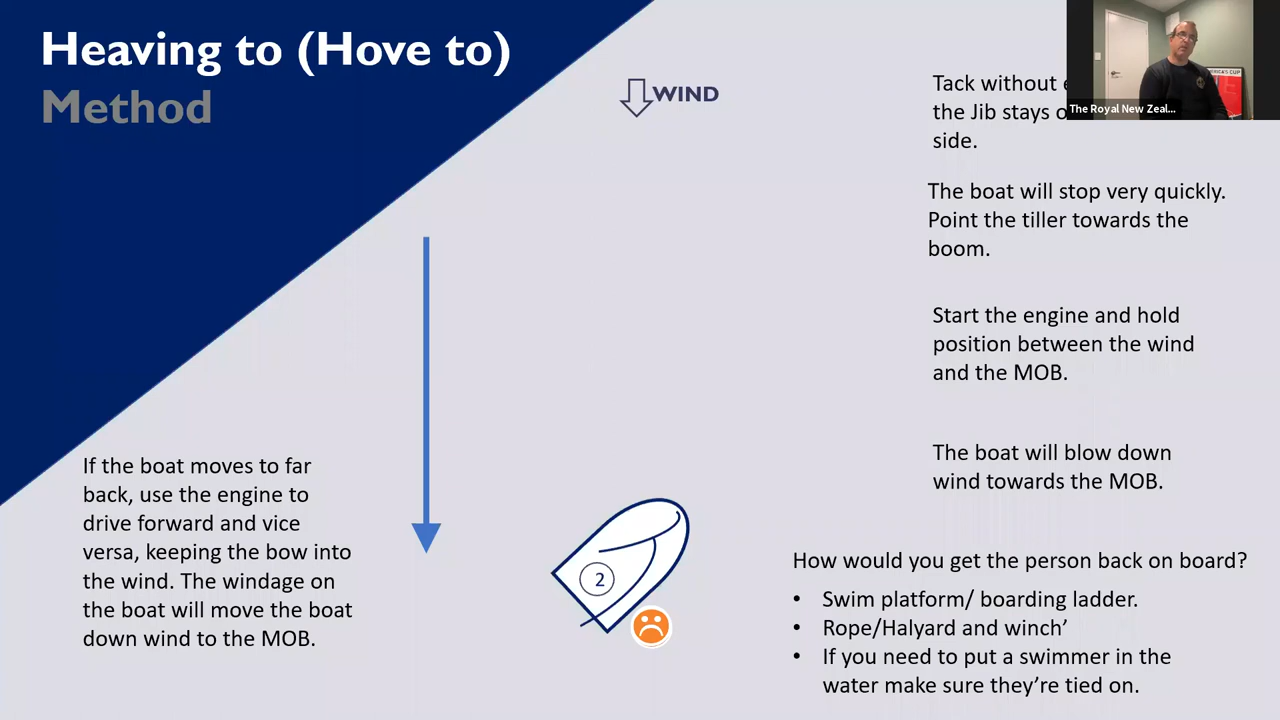 Heaving to (Hove to)
Method
WIND
The Royal New Zeal...
Tack without
the Jib stays
side.
The boat will stop very quickly.
Point the tiller towards the
boom.
Start the engine and hold
position between the wind
and the MOB.
The boat will blow down
wind towards the MOB.
If the boat moves to far
back, use the engine to
drive forward and vice
versa, keeping the bow into
the wind. The windage on
the boat will move the boat
down wind to the MOB.
2
How would you get the person back on board?
• Swim platform/ boarding ladder.
• Rope/Halyard and winch’
• If you need to put a swimmer in the
water make sure they’re tied on.